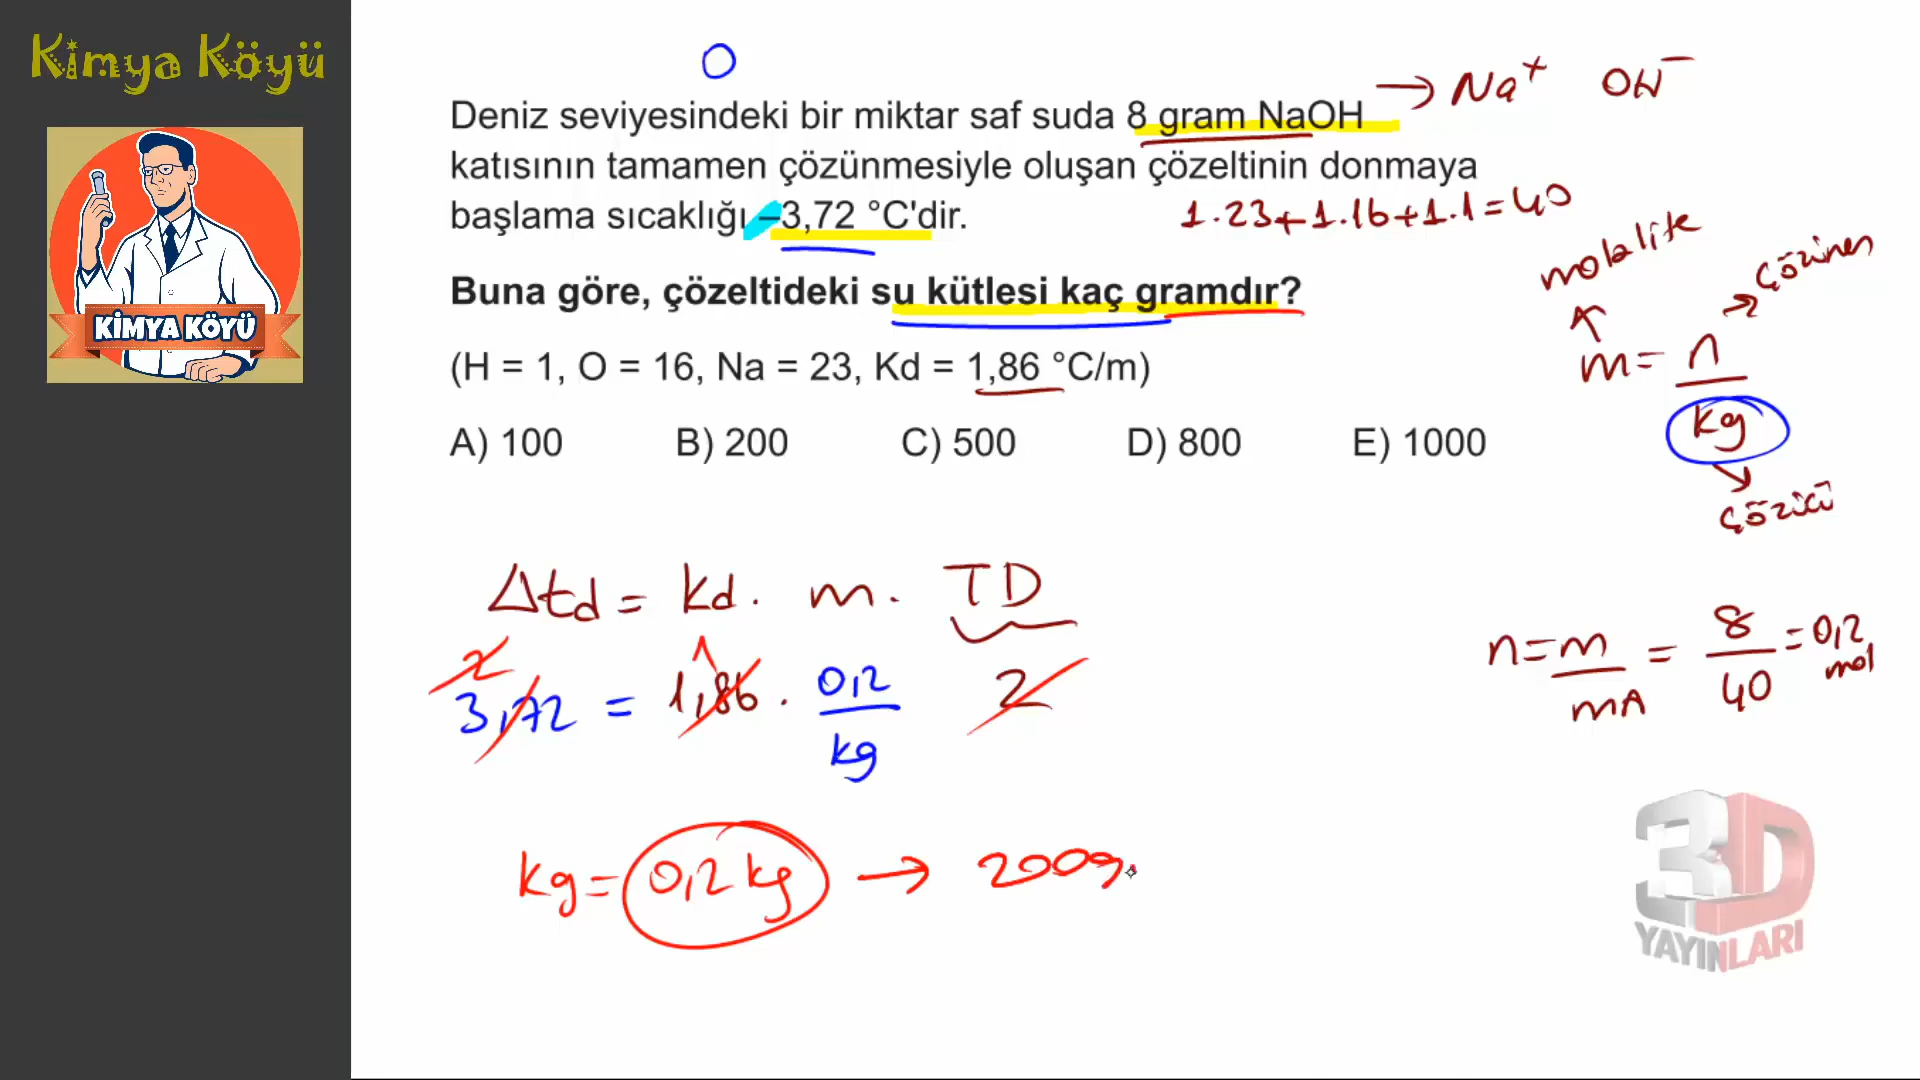 Kimya Köyü
KİMYA KÖYÜ
O
Deniz seviyesindeki bir miktar saf suda 8 gram NaOH → Na⁺ OH⁻
katısının tamamen çözünmesiyle oluşan çözeltinin donmaya
başlama sıcaklığı –3,72 °C'dir.
1.23+1.16+1.1=40
Buna göre, çözeltideki su kütlesi kaç gramdır?
(H = 1, O = 16, Na = 23, Kd = 1,86 °C/m)
A) 100 B) 200 C) 500 D) 800 E) 1000
molalite
çözünen
m= n/kg
çözücü
Δtd = kd. m. TD
2
3,72 = 1,86 . 0,2/kg 2
n=m/mA = 8/40 =0,2 mol
kg= 0,2 kg → 200g.
3D
YAYINLARI